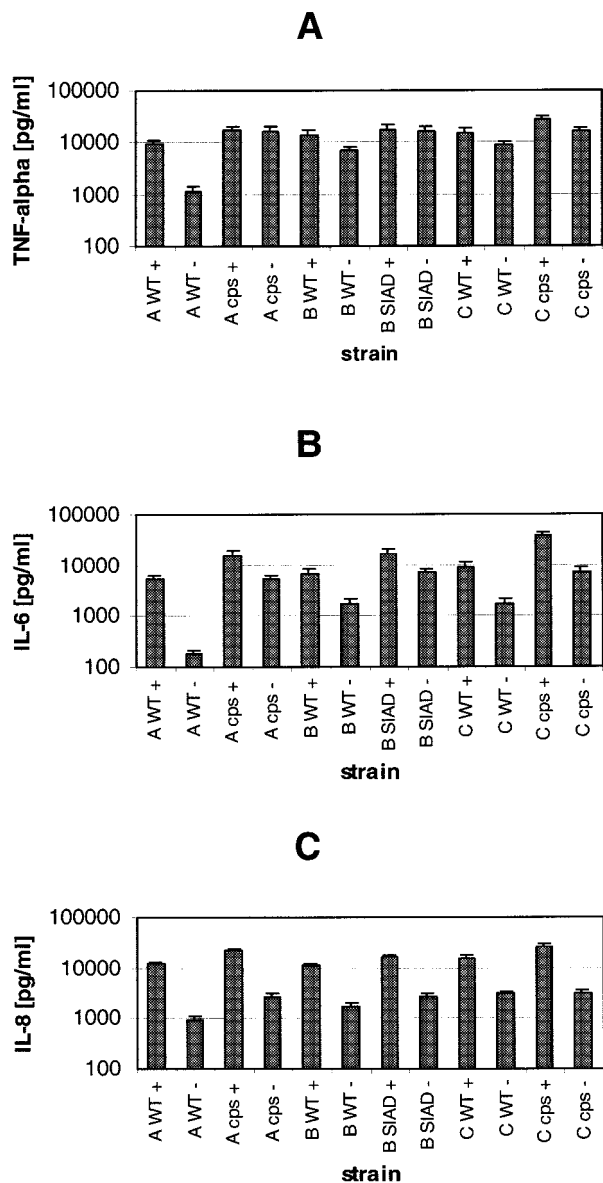 A
TNF-alpha [pg/ml]
100000
10000
1000
100
A WT +
A WT -
A cps +
A cps -
B WT +
B WT -
B SIAD +
B SIAD -
C WT +
C WT -
C cps +
C cps -
strain
B
IL-6 [pg/ml]
100000
10000
1000
100
A WT +
A WT -
A cps +
A cps -
B WT +
B WT -
B SIAD +
B SIAD -
C WT +
C WT -
C cps +
C cps -
strain
C
IL-8 [pg/ml]
100000
10000
1000
100
A WT +
A WT -
A cps +
A cps -
B WT +
B WT -
B SIAD +
B SIAD -
C WT +
C WT -
C cps +
C cps -
strain